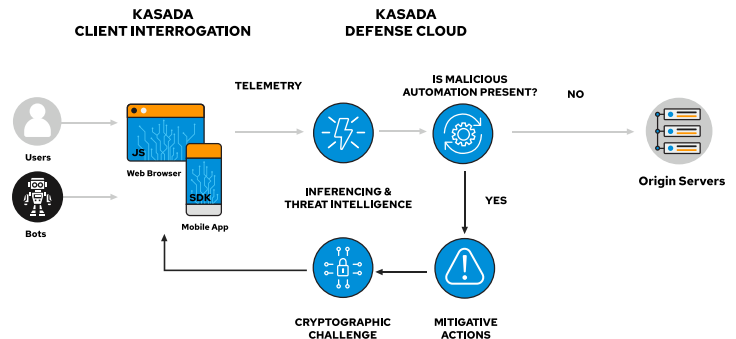 KASADA
CLIENT INTERROGATION
KASADA
DEFENSE CLOUD
TELEMETRY
IS MALICIOUS
AUTOMATION PRESENT?
NO
Users
JS
Web Browser
SDK
Mobile App
Bots
INFERENCING &
THREAT INTELLIGENCE
YES
Origin Servers
CRYPTOGRAPHIC
CHALLENGE
MITIGATIVE
ACTIONS